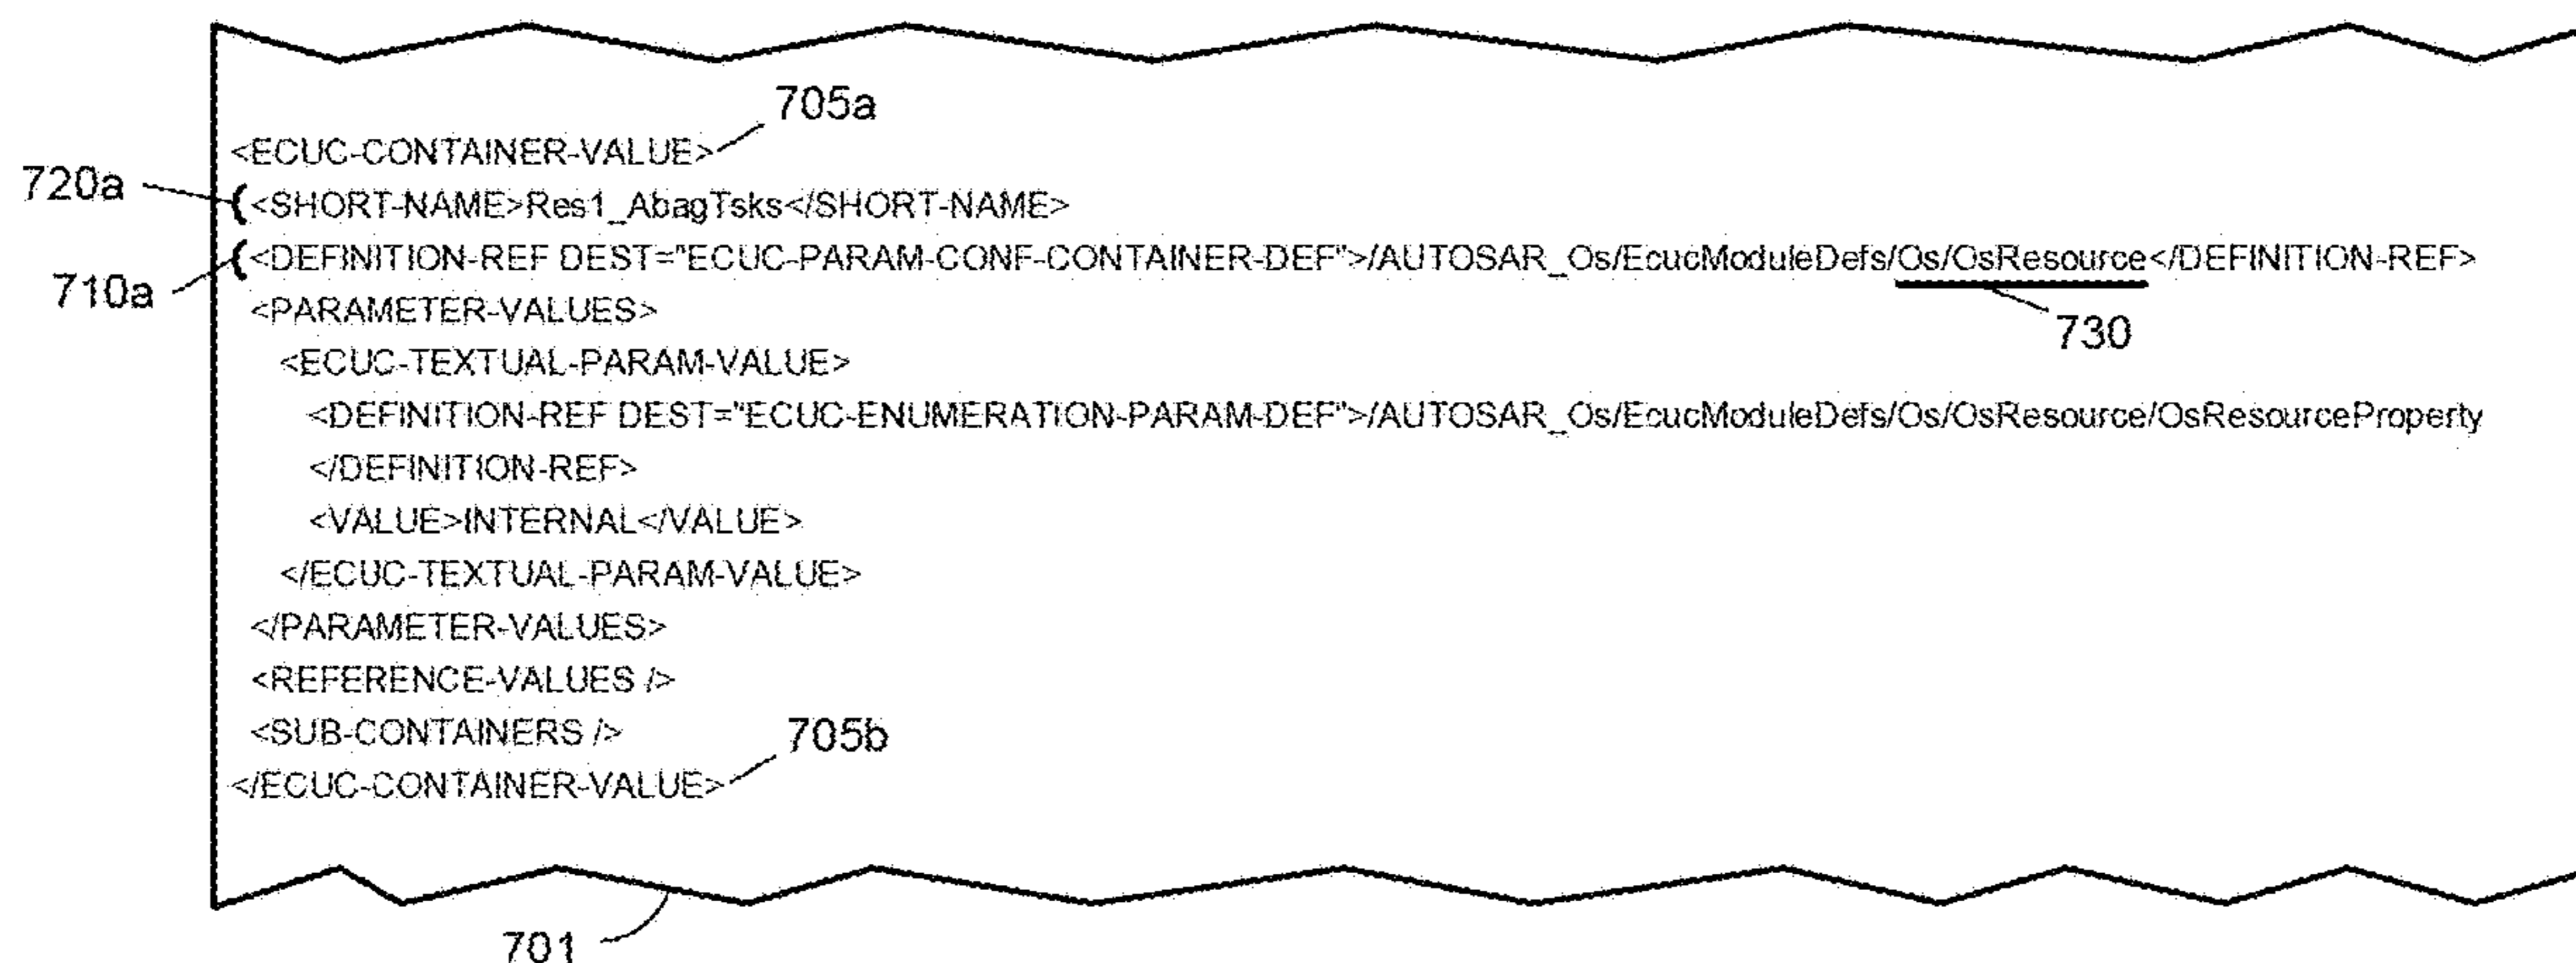 705a
<ECUC-CONTAINER-VALUE>
720a
<SHORT-NAME>Res1_AbagTsks</SHORT-NAME>
<DEFINITION-REF DEST="ECUC-PARAM-CONF-CONTAINER-DEF">/AUTOSAR_Os/EcucModuleDefs/Os/OsResource</DEFINITION-REF>
710a
<PARAMETER-VALUES>
730
<ECUC-TEXTUAL-PARAM-VALUE>
<DEFINITION-REF DEST="ECUC-ENUMERATION-PARAM-DEF">/AUTOSAR_Os/EcucModuleDefs/Os/OsResource/OsResourceProperty
</DEFINITION-REF>
<VALUE>INTERNAL</VALUE>
</ECUC-TEXTUAL-PARAM-VALUE>
</PARAMETER-VALUES>
<REFERENCE-VALUES />
<SUB-CONTAINERS />
705b
</ECUC-CONTAINER-VALUE>
701